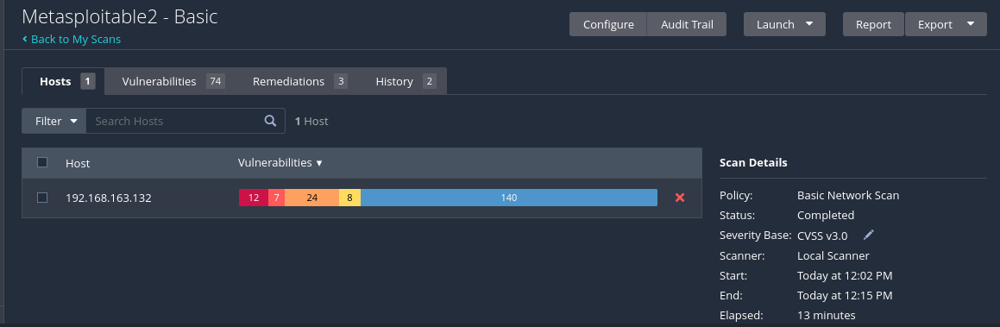 Metasploitable2 - Basic
Back to My Scans
Configure Audit Trail Launch Report Export
Hosts 1 Vulnerabilities 74 Remediations 3 History 2
Filter Search Hosts 1 Host
Host Vulnerabilities
192.168.163.132 12 7 24 8 140
Scan Details
Policy: Basic Network Scan
Status: Completed
Severity Base: CVSS v3.0
Scanner: Local Scanner
Start: Today at 12:02 PM
End: Today at 12:15 PM
Elapsed: 13 minutes